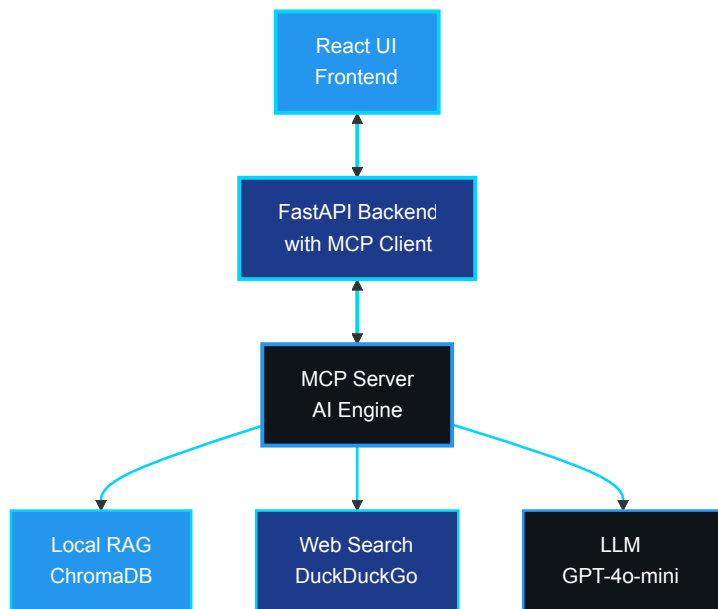 React UI
Frontend
FastAPI Backend
with MCP Client
MCP Server
AI Engine
Local RAG
ChromaDB
Web Search
DuckDuckGo
LLM
GPT-4o-mini